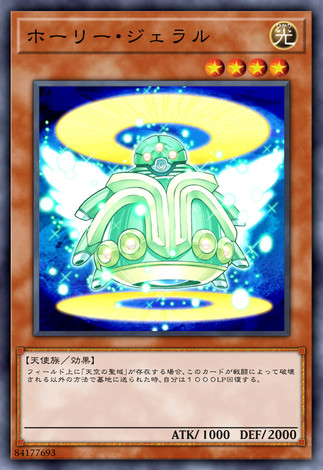 ホーリー・ジェラル
光
【天使族／効果】
フィールド上に「天空の聖域」が存在する場合、このカードが戦闘によって破壊
される以外の方法で墓地に送られた時、自分は１０００LP回復する。
ATK/ 1000 DEF/2000
84177693